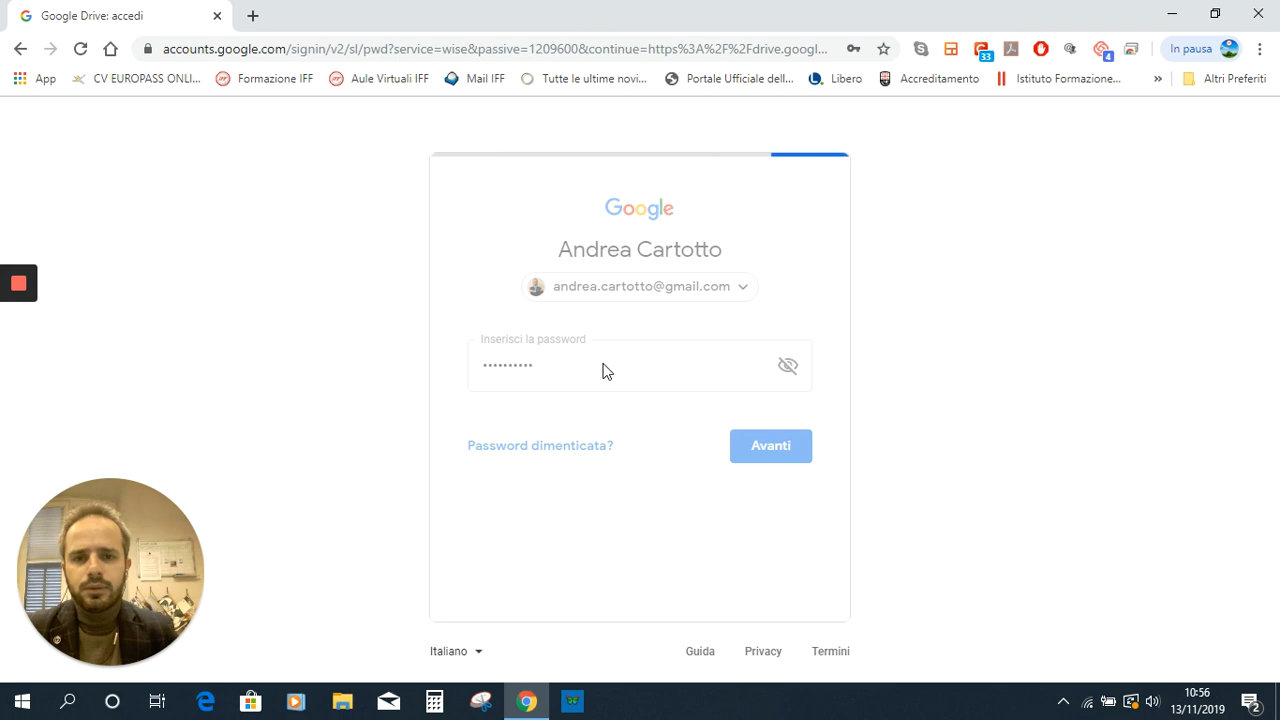 Google Drive: accedi
accounts.google.com/signin/v2/sl/pwd?service=wise&passive=1209600&continue=https%3A%2F%2Fdrive.googl...
33
4
In pausa
App
CV EUROPASS ONLI...
Formazione IFF
Aule Virtuali IFF
Mail IFF
Tutte le ultime novi...
Portale Ufficiale dell...
Libero
Accreditamento
Istituto Formazione...
»
Altri Preferiti
Google
Andrea Cartotto
andrea.cartotto@gmail.com
Inserisci la password
••••••••••
Password dimenticata?
Avanti
Italiano
Guida
Privacy
Termini
10:56
13/11/2019
2